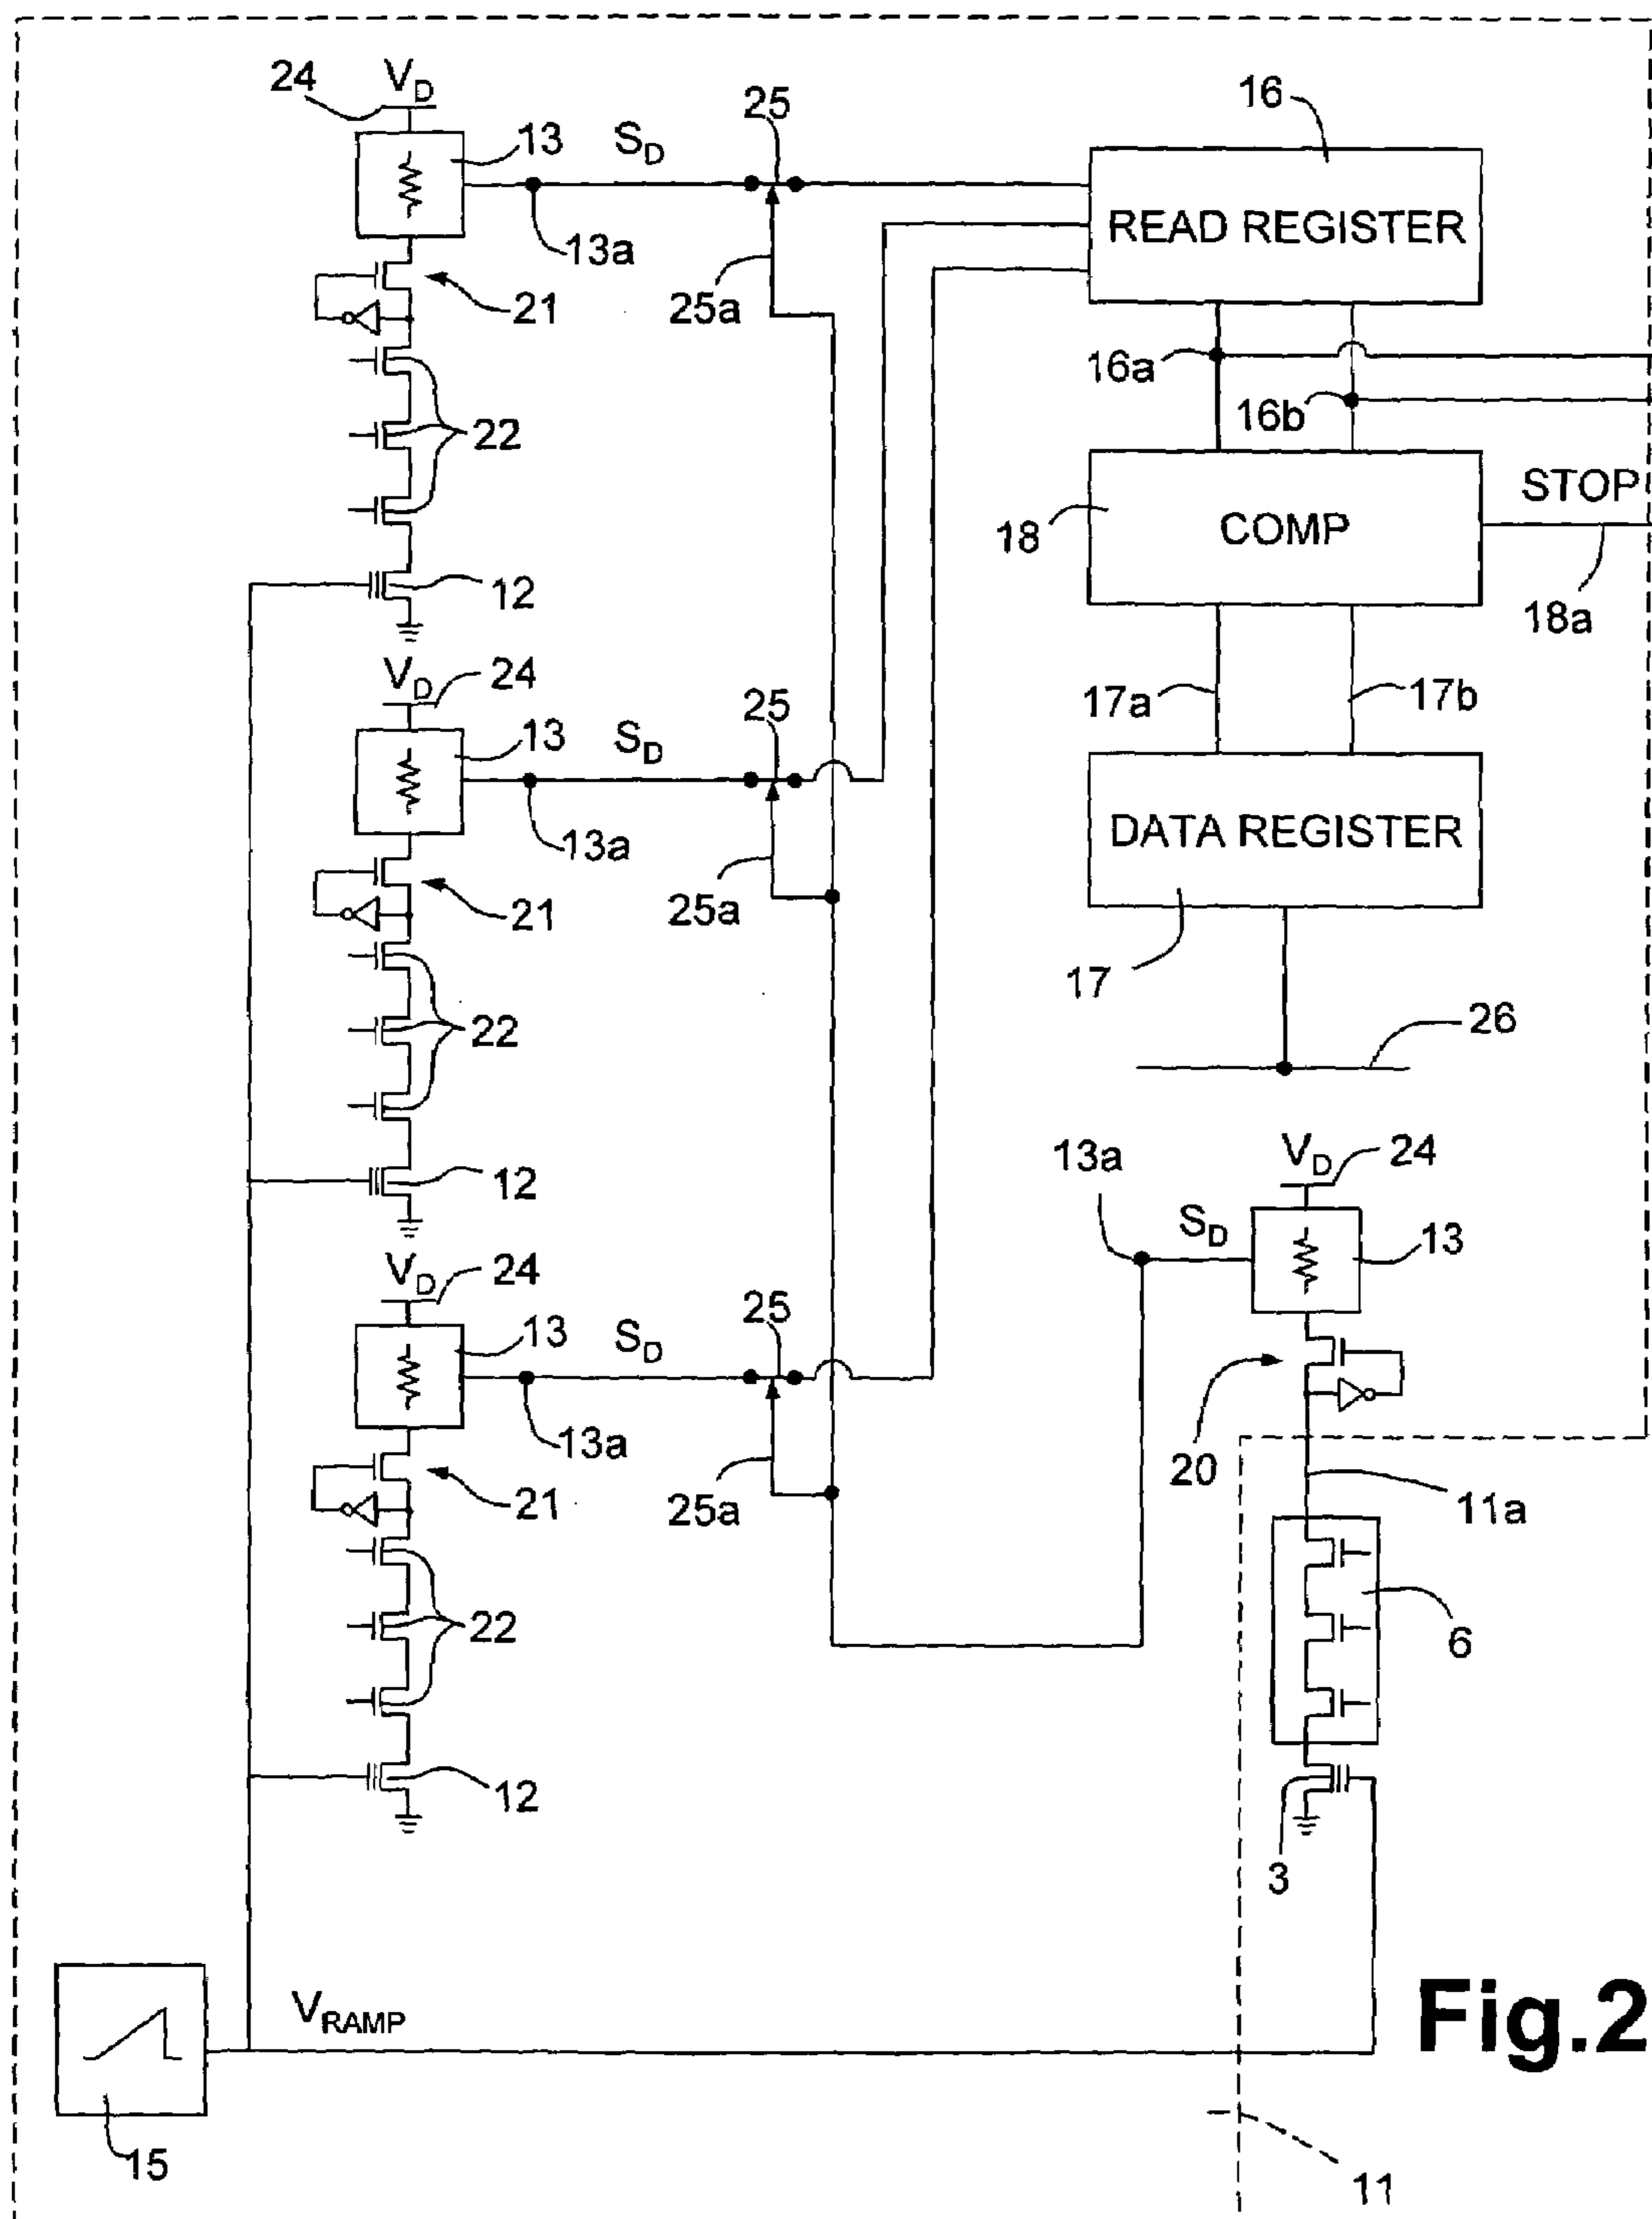 24
V_D
13
S_D
25
16
READ REGISTER
13a
25a
21
16a
16b
22
STOP
18
COMP
12
18a
V_D
24
17a
17b
13
S_D
25
DATA REGISTER
13a
25a
21
17
22
26
12
13a
V_D
24
S_D
13
V_D
24
13
S_D
25
13a
25a
21
20
11a
22
6
12
3
Fig.2
V_RAMP
15
11